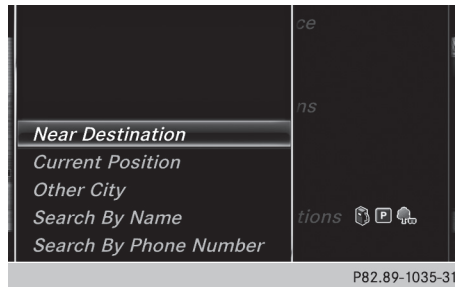 ce
ns
Near Destination
Current Position
Other City
Search By Name
tions P
Search By Phone Number
P82.89-1035-31